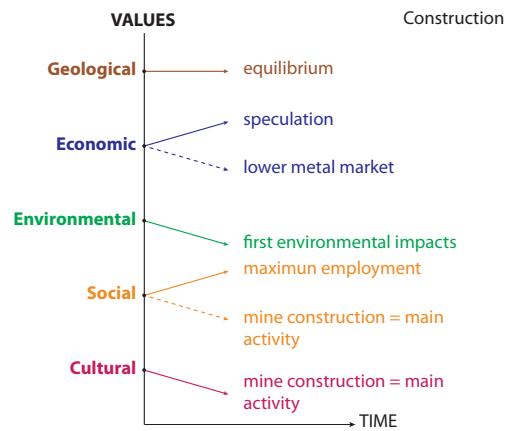 VALUES
Construction
Geological
equilibrium
speculation
Economic
lower metal market
Environmental
first environmental impacts
maximun employment
Social
mine construction = main
activity
Cultural
mine construction = main
activity
TIME